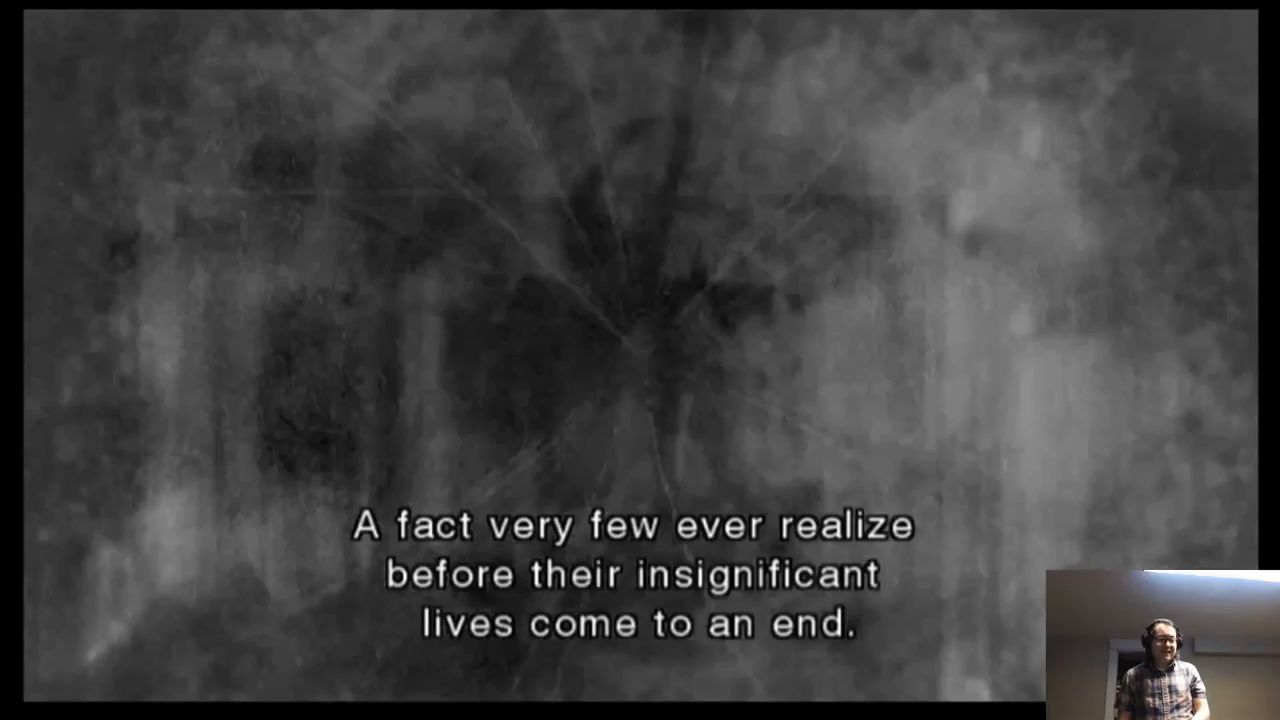 A fact very few ever realize
before their insignificant
lives come to an end.